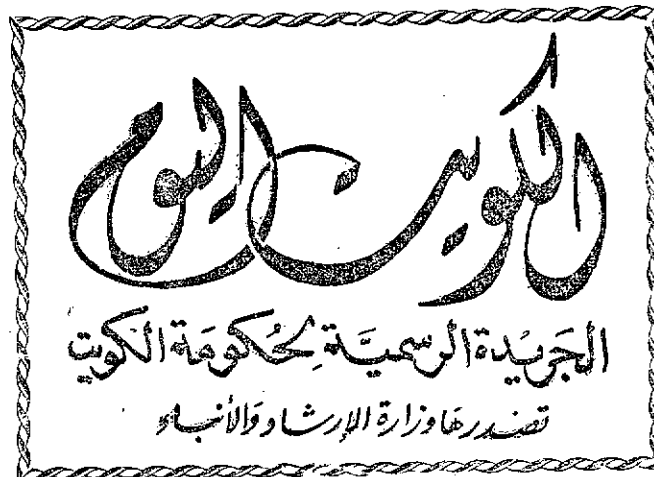 الكويت اليوم
الجريدة الرسمية لحكومة الكويت
تصدرها وزارة الإرشاد والأنباء